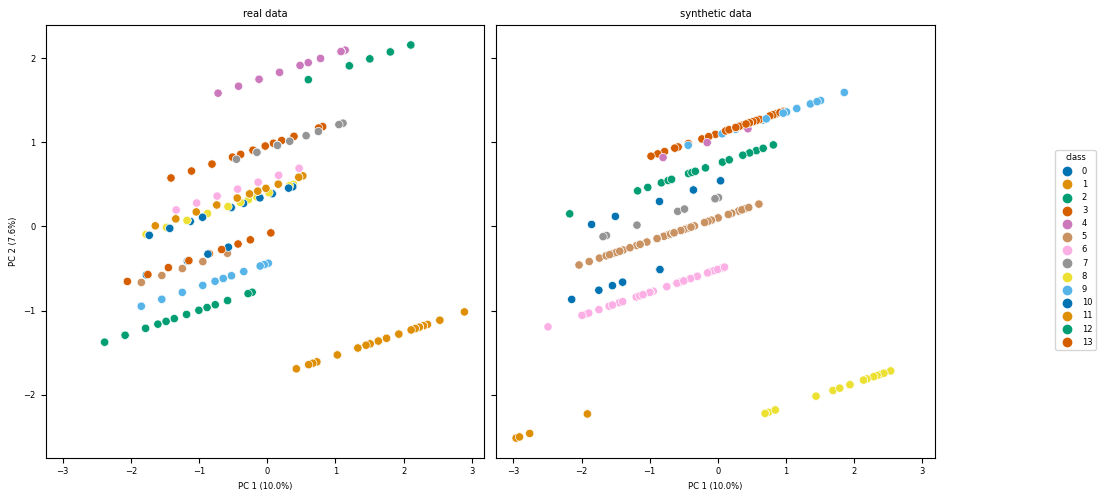 real data
synthetic data
2
1
0
−1
−2
PC 2 (7.6%)
−3 −2 −1 0 1 2 3
−3 −2 −1 0 1 2 3
PC 1 (10.0%)
PC 1 (10.0%)
class
0
1
2
3
4
5
6
7
8
9
10
11
12
13